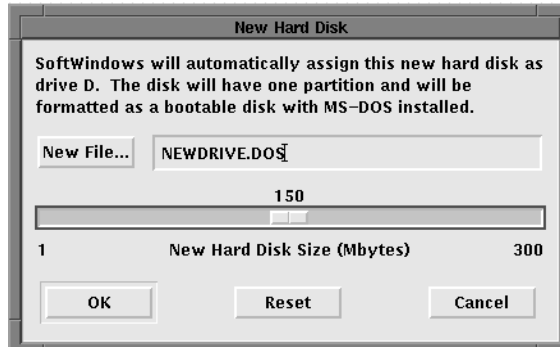 New Hard Disk
SoftWindows will automatically assign this new hard disk as
drive D. The disk will have one partition and will be
formatted as a bootable disk with MS-DOS installed.
New File... NEWDRIVE.DOS
150
1 New Hard Disk Size (Mbytes) 300
OK Reset Cancel